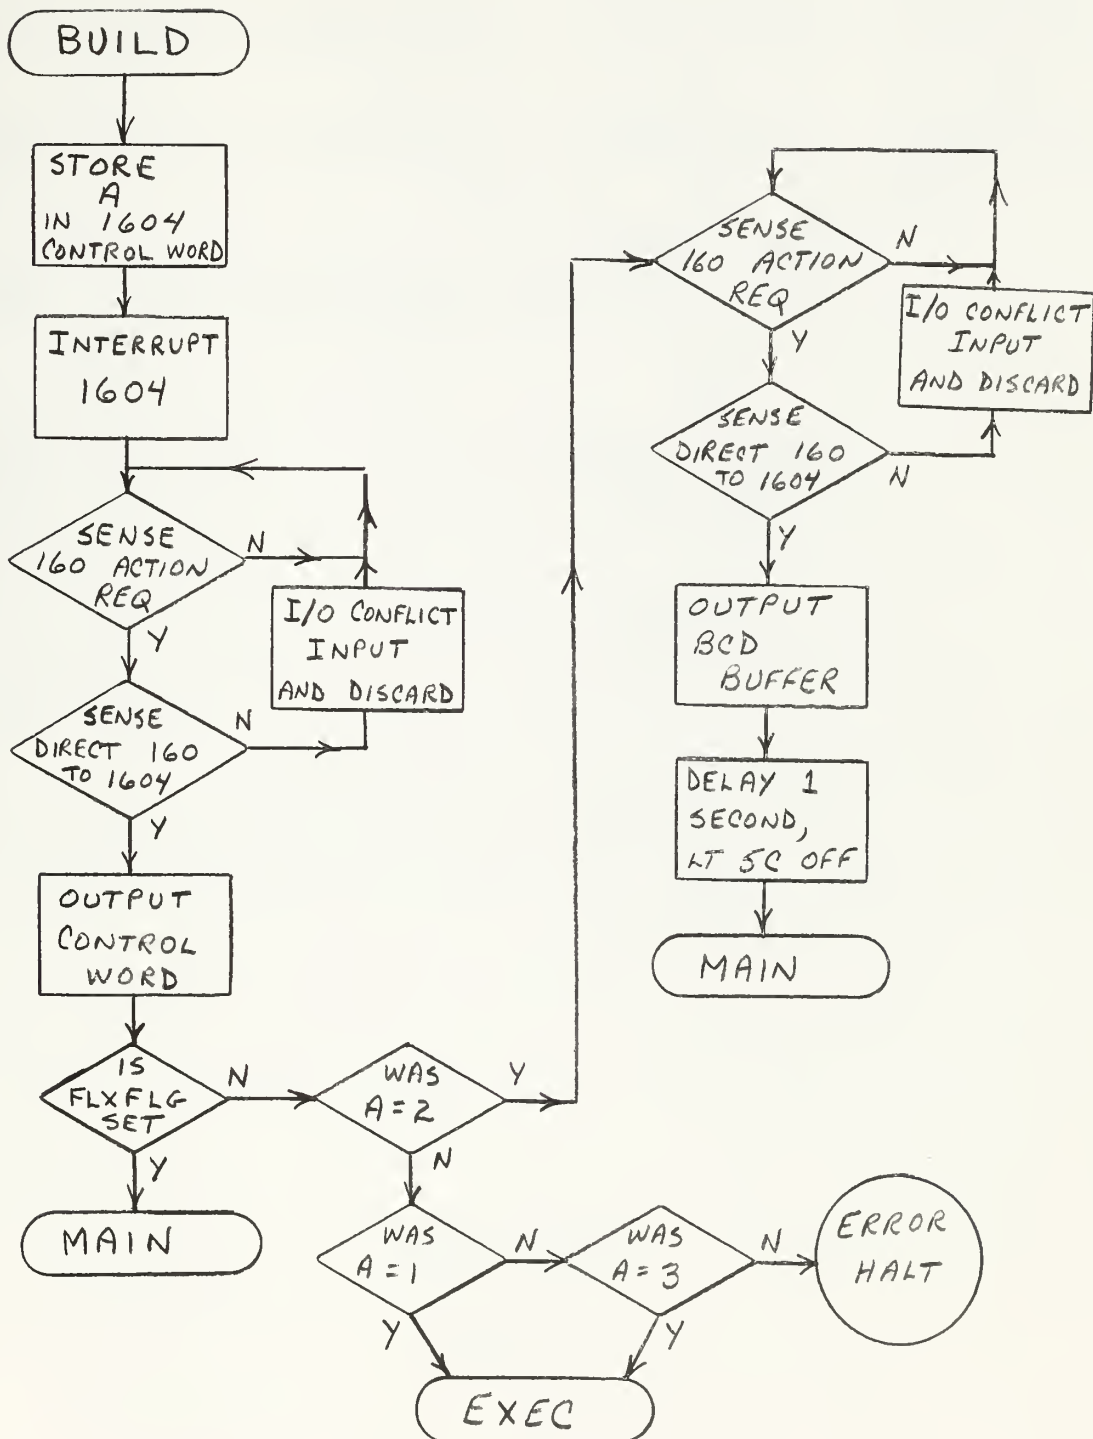 BUILD
STORE
A
IN 1604
CONTROL WORD
INTERRUPT
1604
SENSE
160 ACTION
REQ
N
Y
I/O CONFLICT
INPUT
AND DISCARD
SENSE
DIRECT 160
TO 1604
N
Y
OUTPUT
CONTROL
WORD
IS
FLXFLG
SET
N
Y
MAIN
WAS
A = 2
Y
N
WAS
A = 1
N
Y
WAS
A = 3
N
Y
ERROR
HALT
EXEC
SENSE
160 ACTION
REQ
N
Y
I/O CONFLICT
INPUT
AND DISCARD
SENSE
DIRECT 160
TO 1604
N
Y
OUTPUT
BCD
BUFFER
DELAY 1
SECOND,
LT 5C OFF
MAIN